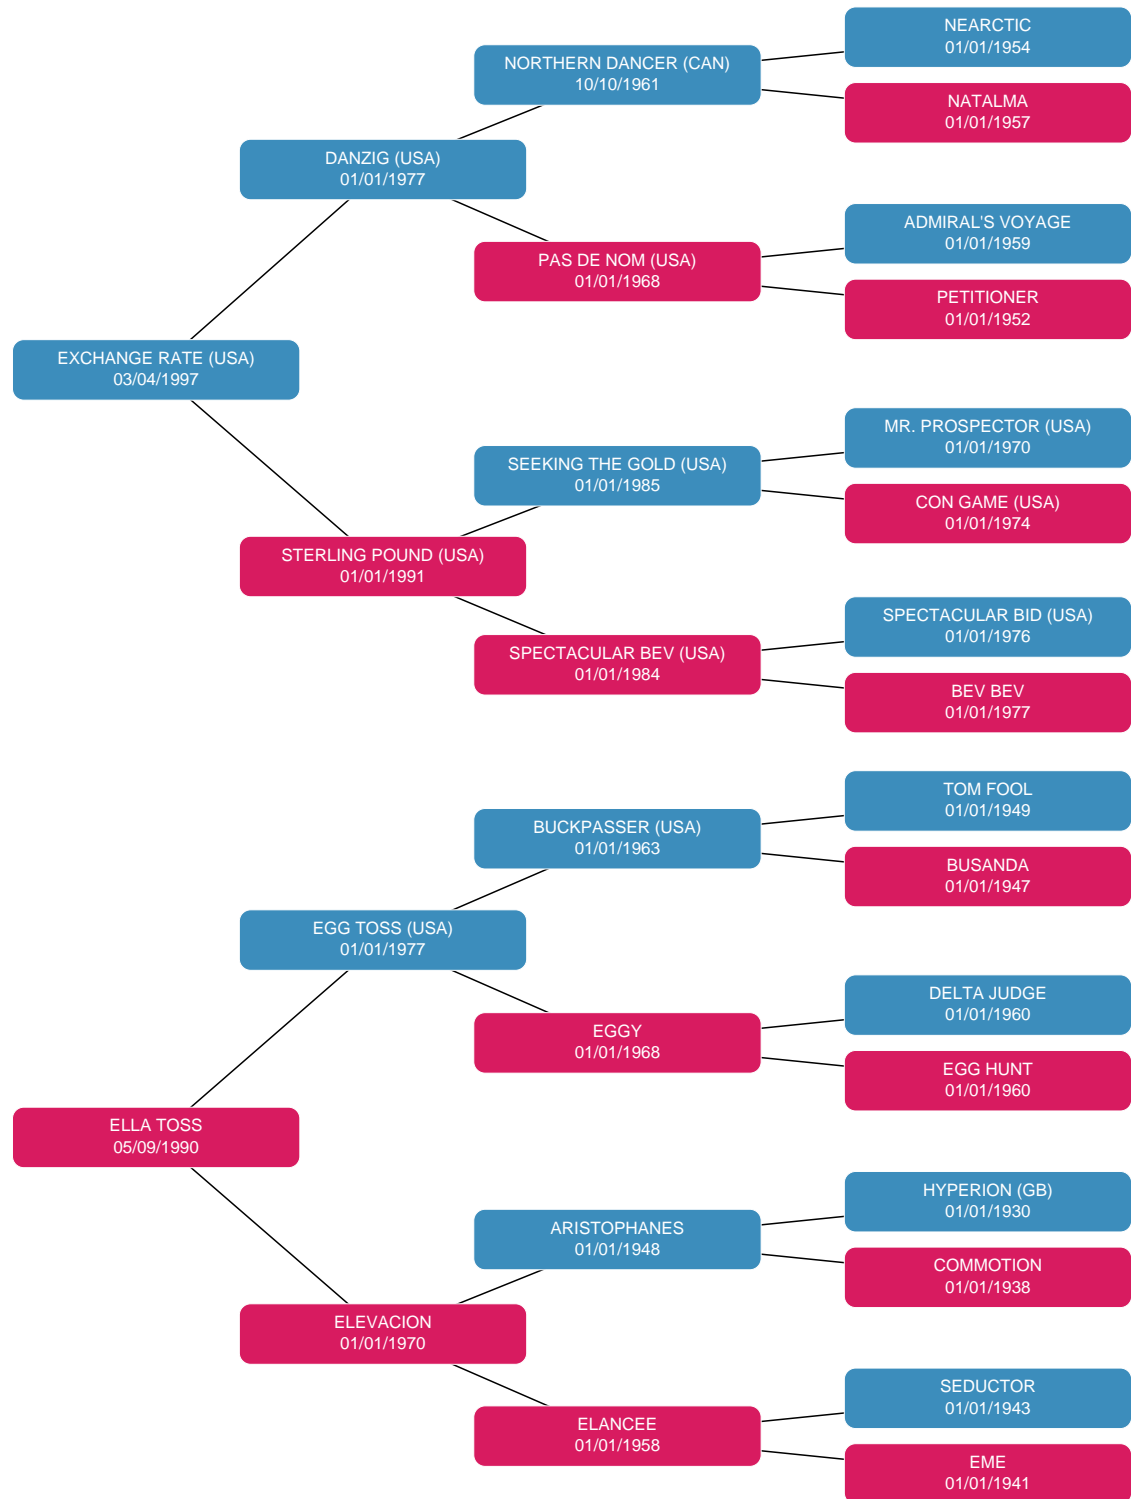 NEARCTIC
01/01/1954
NORTHERN DANCER (CAN)
10/10/1961
NATALMA
01/01/1957
DANZIG (USA)
01/01/1977
ADMIRAL'S VOYAGE
01/01/1959
PAS DE NOM (USA)
01/01/1968
PETITIONER
01/01/1952
EXCHANGE RATE (USA)
03/04/1997
MR. PROSPECTOR (USA)
01/01/1970
SEEKING THE GOLD (USA)
01/01/1985
CON GAME (USA)
01/01/1974
STERLING POUND (USA)
01/01/1991
SPECTACULAR BID (USA)
01/01/1976
SPECTACULAR BEV (USA)
01/01/1984
BEV BEV
01/01/1977
TOM FOOL
01/01/1949
BUCKPASSER (USA)
01/01/1963
BUSANDA
01/01/1947
EGG TOSS (USA)
01/01/1977
DELTA JUDGE
01/01/1960
EGGY
01/01/1968
EGG HUNT
01/01/1960
ELLA TOSS
05/09/1990
HYPERION (GB)
01/01/1930
ARISTOPHANES
01/01/1948
COMMOTION
01/01/1938
ELEVACION
01/01/1970
SEDUCTOR
01/01/1943
ELANCEE
01/01/1958
EME
01/01/1941